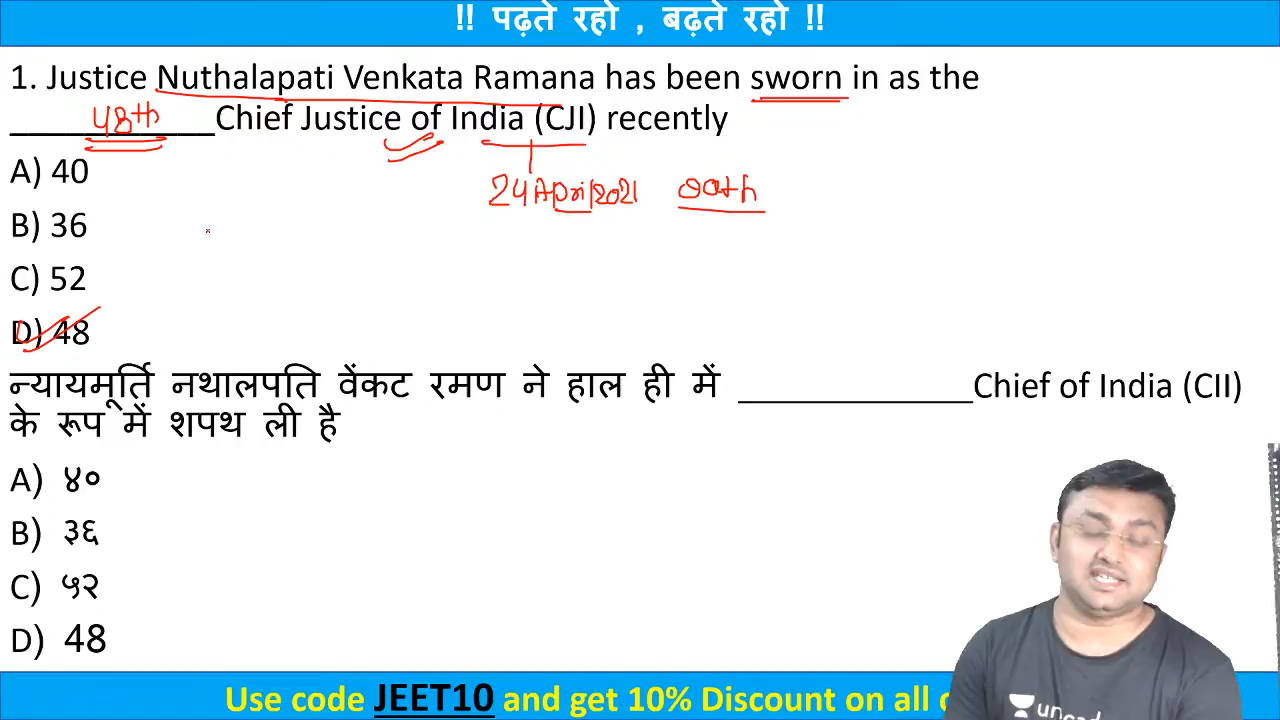 !! पढ़ते रहो , बढ़ते रहो !!
1. Justice Nuthalapati Venkata Ramana has been sworn in as the
48th Chief Justice of India (CJI) recently
A) 40
24 April 2021 oath
B) 36
C) 52
D) 48
न्यायमूर्ति नथालपति वेंकट रमण ने हाल ही में ____________Chief of India (CII)
के रूप में शपथ ली है
A) ४०
B) ३६
C) ५२
D) 48
Use code JEET10 and get 10% Discount on all